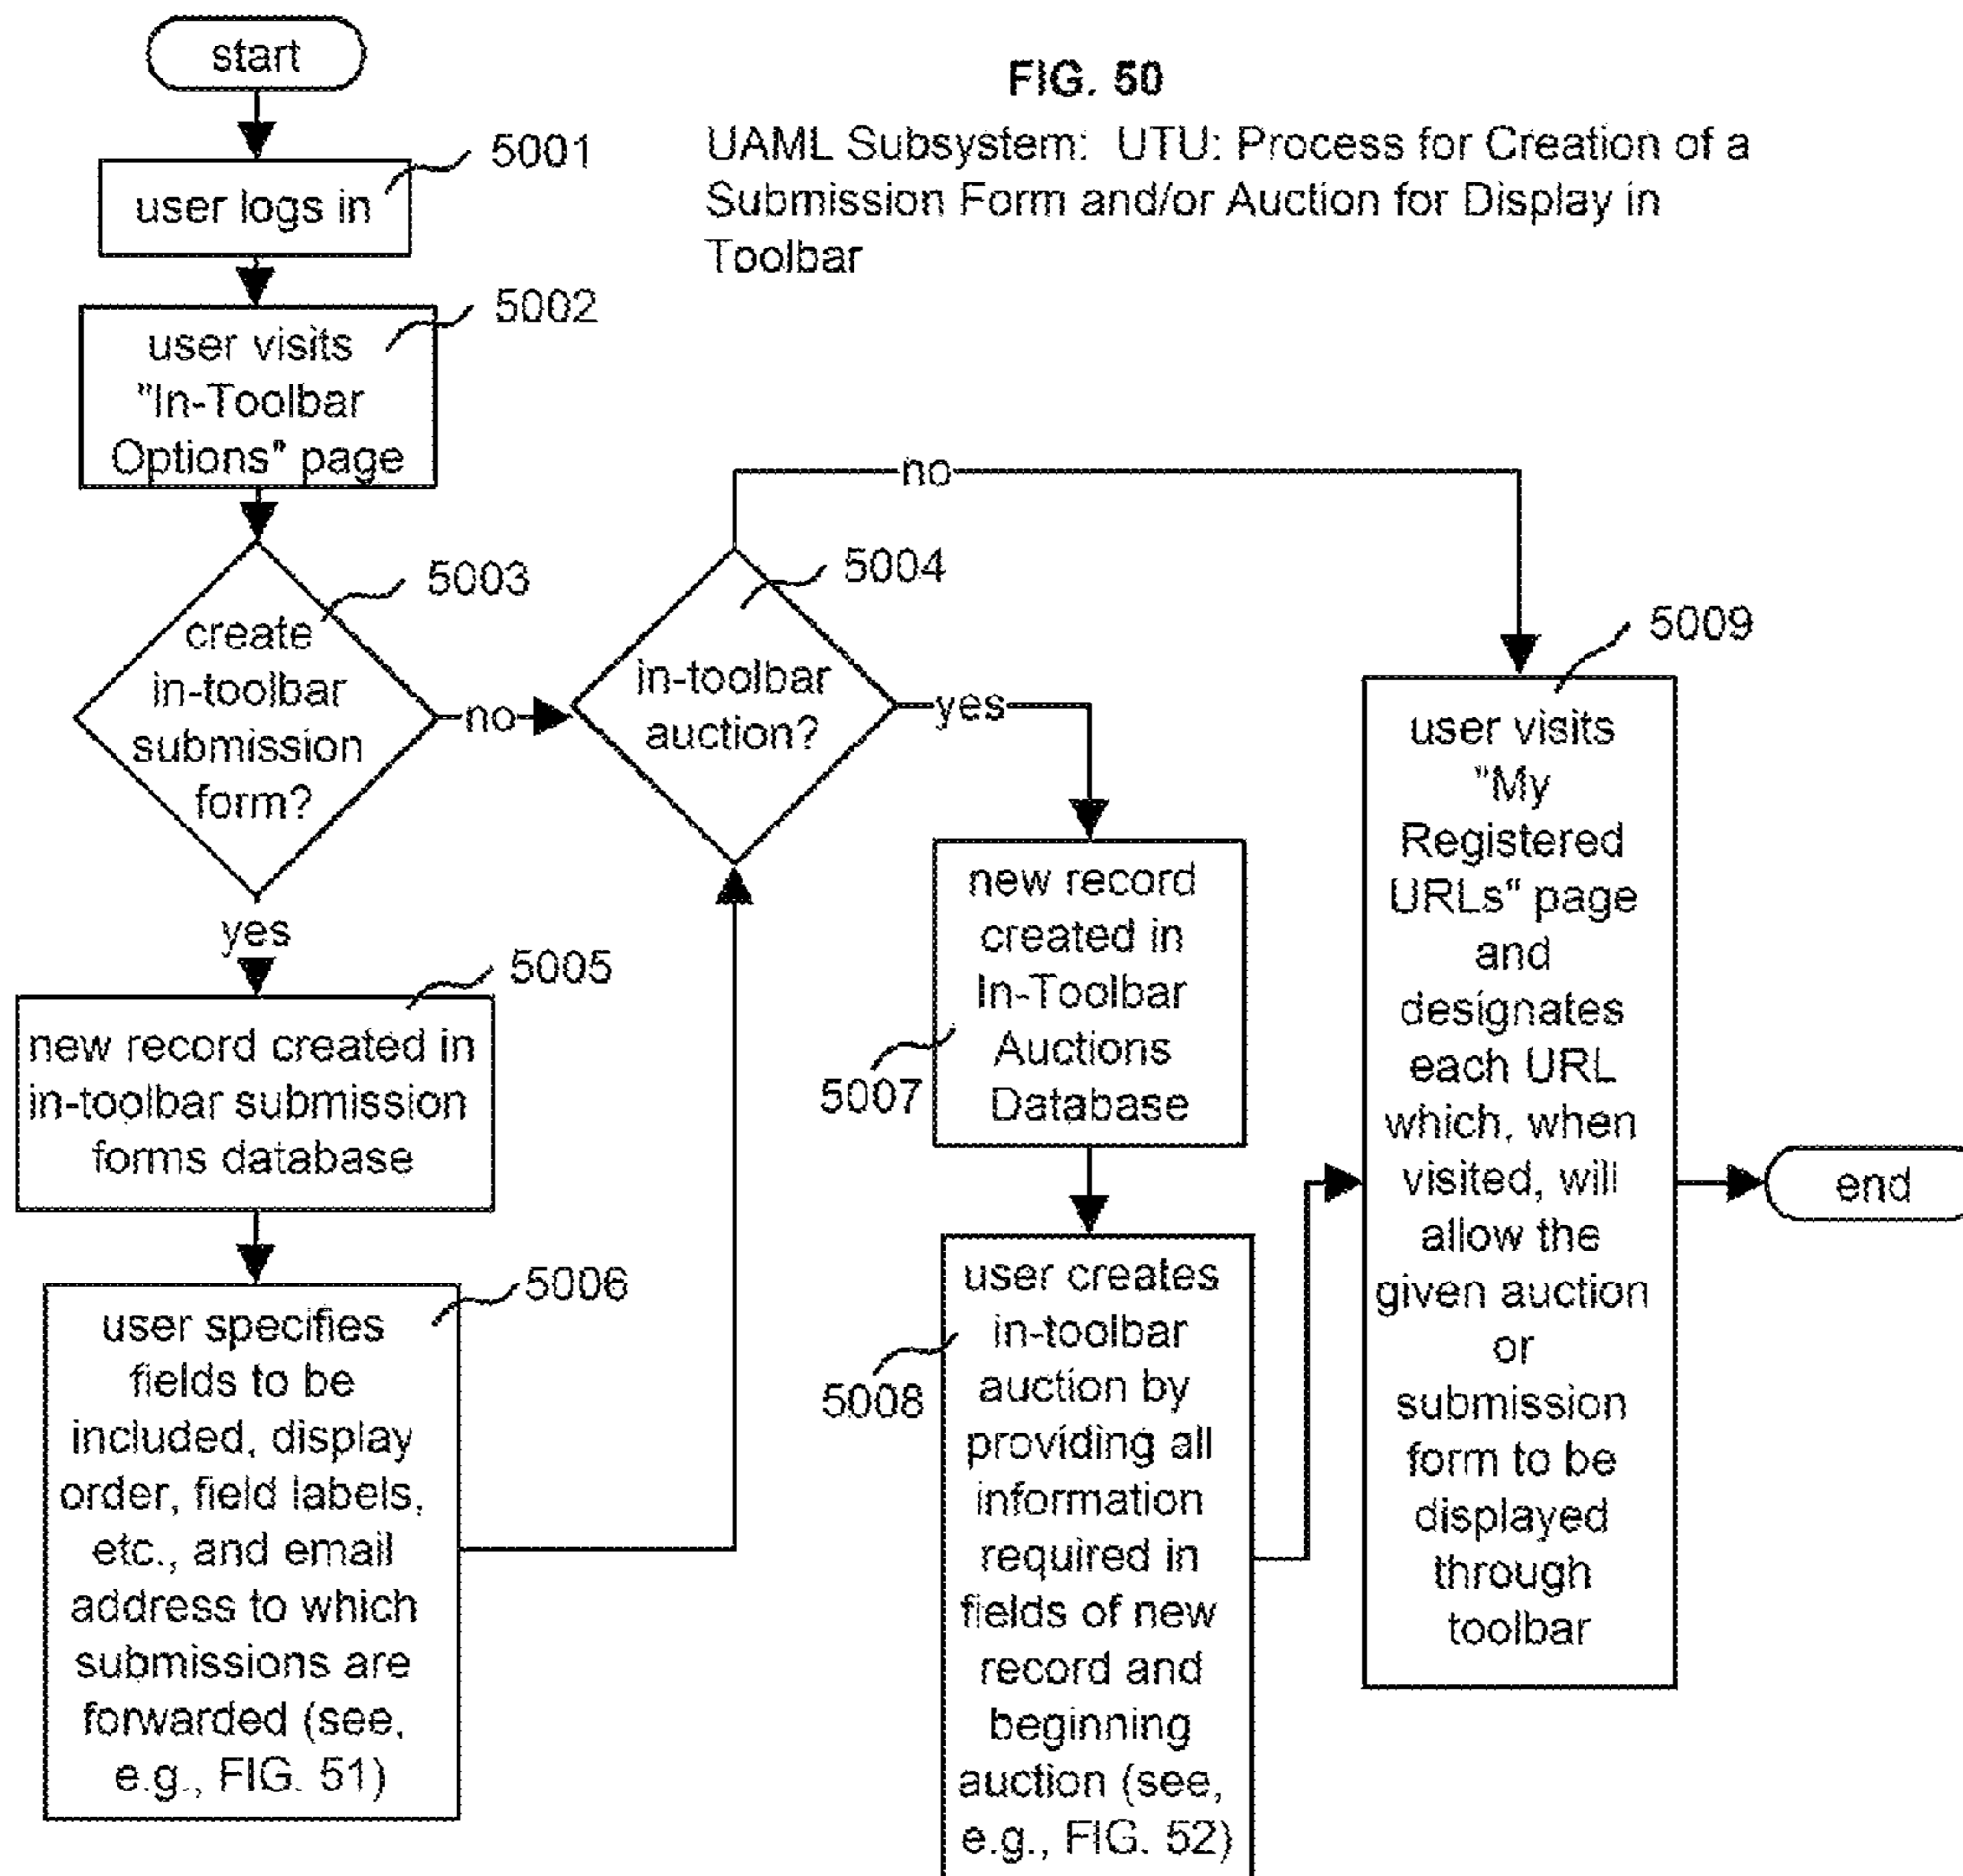 start
FIG. 50
UAML Subsystem: UTU: Process for Creation of a
Submission Form and/or Auction for Display in
Toolbar
5001
user logs in
5002
user visits
"In-Toolbar
Options" page
5003
create
in-toolbar
submission
form?
no
yes
5004
in-toolbar
auction?
no
yes
5005
new record created in
in-toolbar submission
forms database
5006
user specifies
fields to be
included, display
order, field labels,
etc., and email
address to which
submissions are
forwarded (see,
e.g., FIG. 51)
5007
new record
created in
In-Toolbar
Auctions
Database
5008
user creates
in-toolbar
auction by
providing all
information
required in
fields of new
record and
beginning
auction (see,
e.g., FIG. 52)
5009
user visits
"My
Registered
URLs" page
and
designates
each URL
which, when
visited, will
allow the
given auction
or
submission
form to be
displayed
through
toolbar
end